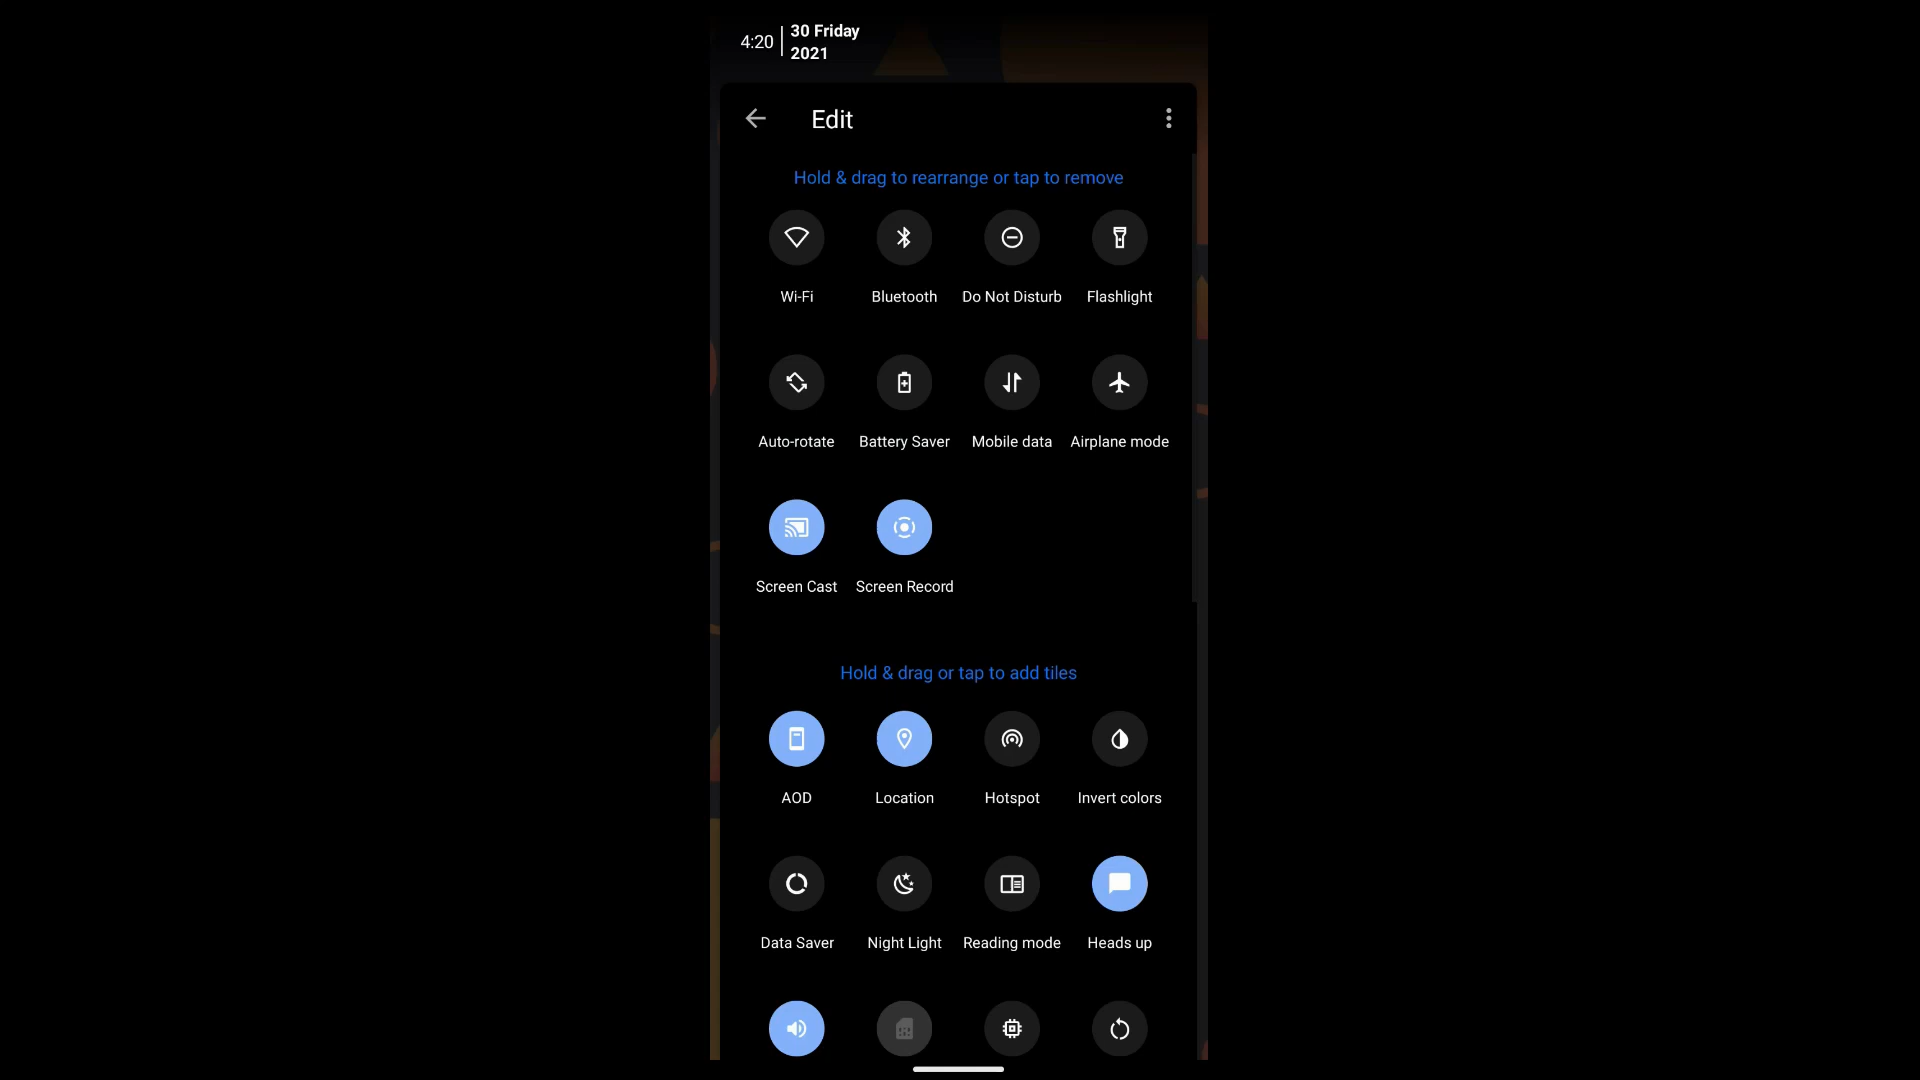 4:20
30 Friday
2021
Edit
Hold & drag to rearrange or tap to remove
Wi-Fi
Bluetooth
Do Not Disturb
Flashlight
Auto-rotate
Battery Saver
Mobile data
Airplane mode
Screen Cast
Screen Record
Hold & drag or tap to add tiles
AOD
Location
Hotspot
Invert colors
Data Saver
Night Light
Reading mode
Heads up